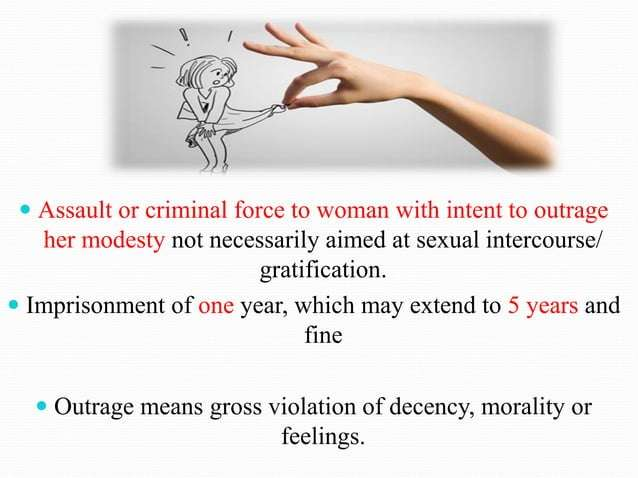 • Assault or criminal force to woman with intent to outrage
her modesty not necessarily aimed at sexual intercourse/
gratification.
• Imprisonment of one year, which may extend to 5 years and
fine
• Outrage means gross violation of decency, morality or
feelings.